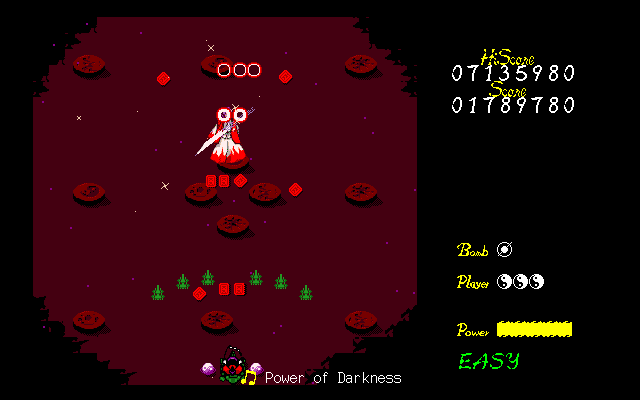 HiScore
07135980
Score
01789780
Bomb
Player
Power
EASY
Power of Darkness